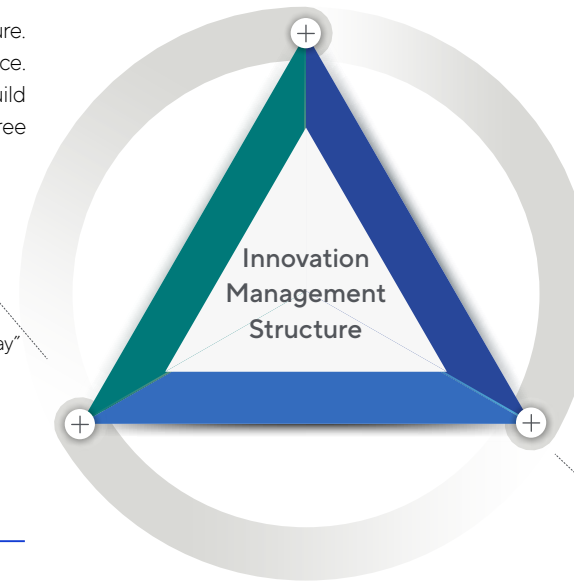 ure.
ce.
uild
ree
Innovation
Management
Structure
ay”